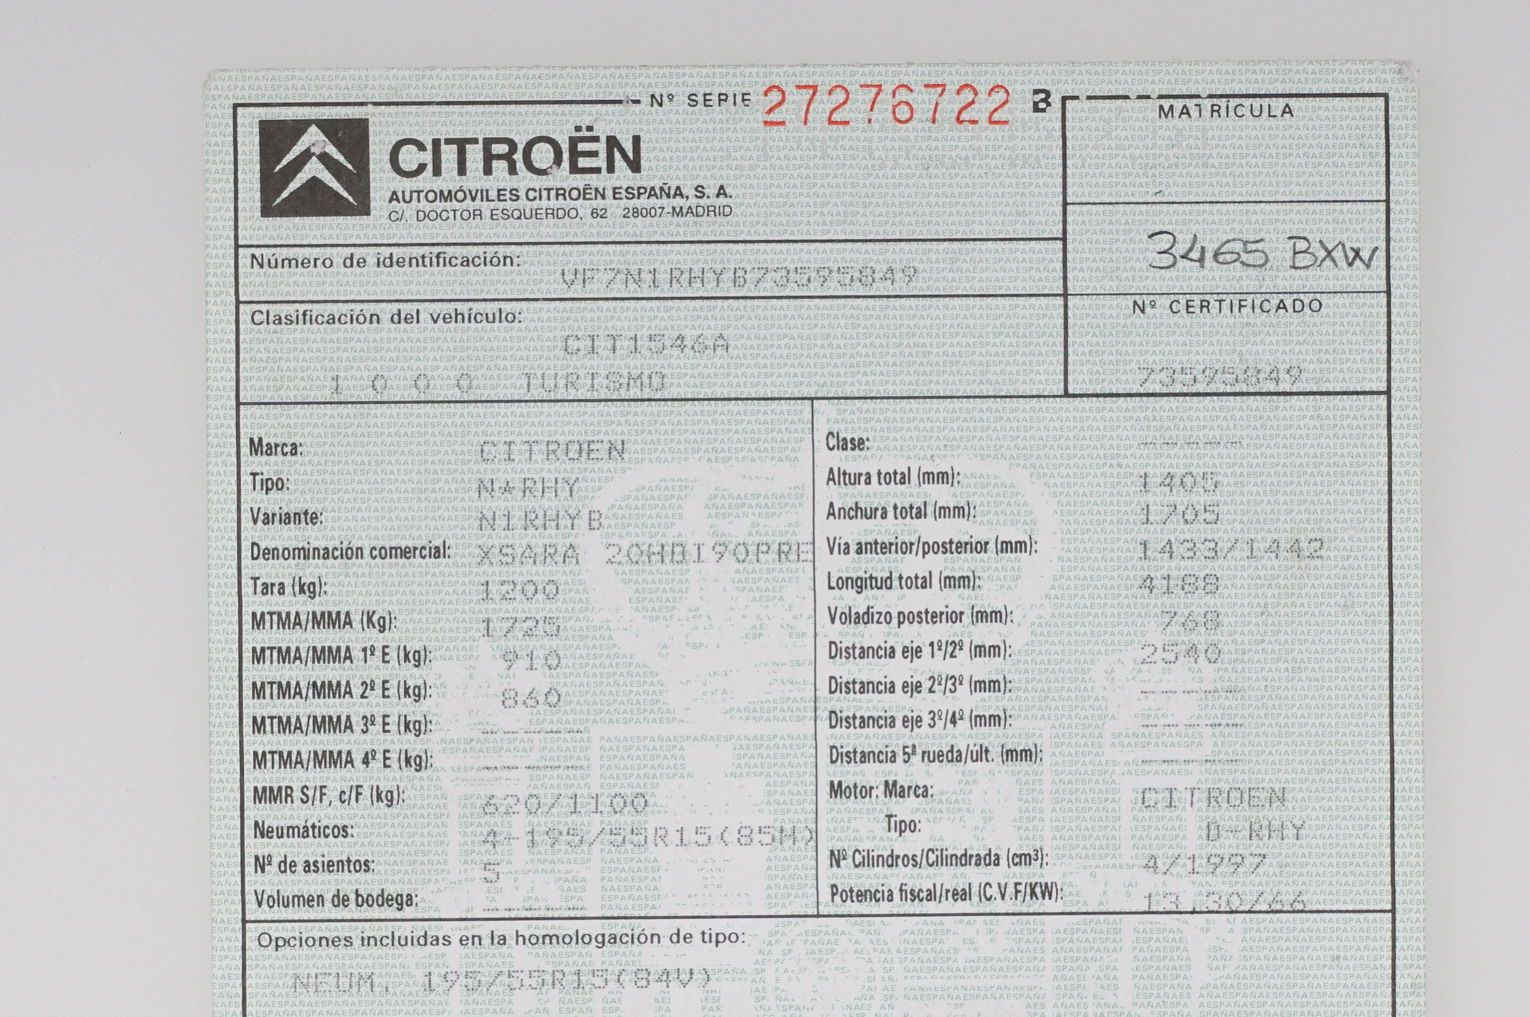 Nº SERIE 27276722 B
MATRÍCULA
CITROËN
AUTOMÓVILES CITROËN ESPAÑA, S. A.
C/. DOCTOR ESQUERDO, 62 28007-MADRID
3465 BXW
Número de identificación: VF7N1RHYB73595849
Clasificación del vehículo:
CIT1546A
1 0 0 0 TURISMO
Nº CERTIFICADO
73595849
Marca: CITROEN
Tipo: N*RHY
Variante: N1RHYB
Denominación comercial: XSARA 20HDI90PRE
Tara (kg): 1200
MTMA/MMA (Kg): 1725
MTMA/MMA 1º E (kg): 910
MTMA/MMA 2º E (kg): 860
MTMA/MMA 3º E (kg): -----
MTMA/MMA 4º E (kg): -----
MMR S/F, c/F (kg): 620/1100
Neumáticos: 4-195/55R15(85H)
Nº de asientos: 5
Volumen de bodega: -----
Clase: -----
Altura total (mm): 1405
Anchura total (mm): 1705
Vía anterior/posterior (mm): 1433/1442
Longitud total (mm): 4188
Voladizo posterior (mm): 768
Distancia eje 1º/2º (mm): 2540
Distancia eje 2º/3º (mm): -----
Distancia eje 3º/4º (mm): -----
Distancia 5ª rueda/últ. (mm): -----
Motor: Marca: CITROEN
Tipo: D-RHY
Nº Cilindros/Cilindrada (cm³): 4/1997
Potencia fiscal/real (C.V.F/KW): 13,30/66
Opciones incluidas en la homologación de tipo:
NEUM. 195/55R15(84V)